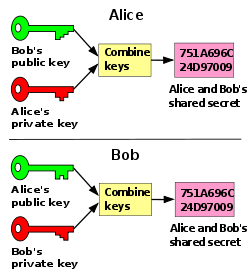 Alice
Bob's
public key
Combine
keys
751A696C
24D97009
Alice's
private key
Alice and Bob's
shared secret
Bob
Alice's
public key
Combine
keys
751A696C
24D97009
Bob's
private key
Alice and Bob's
shared secret